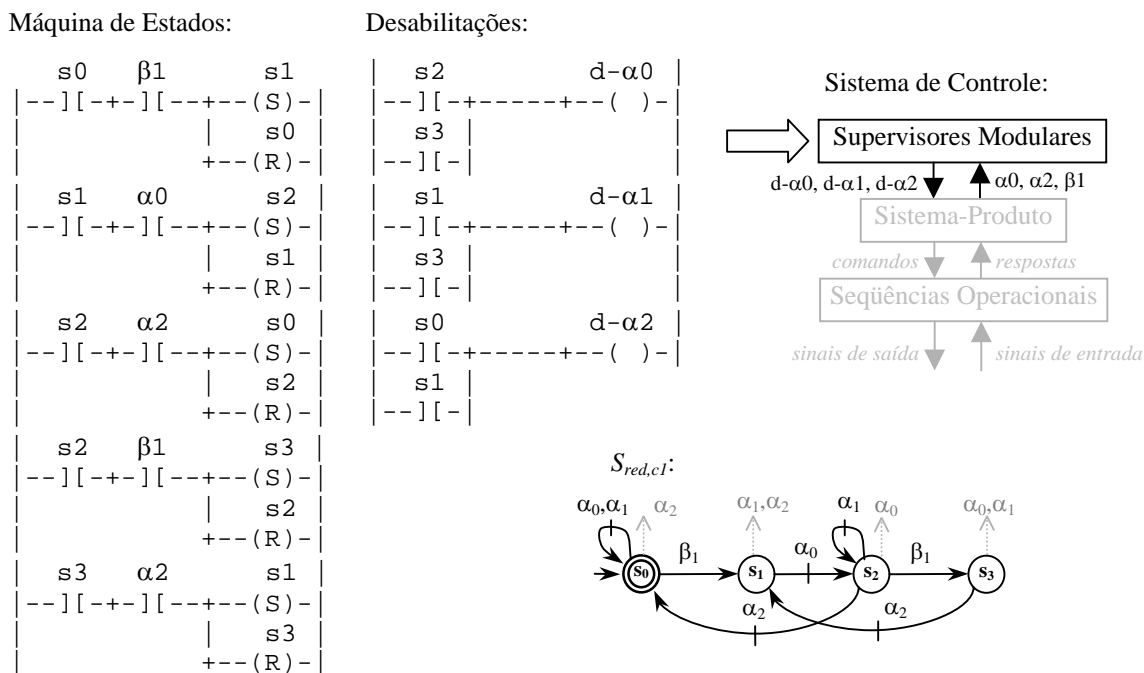 Máquina de Estados:
s0 β1 s1
|--][-+-][--+--(S)-|
| | s0 |
| +--(R)-|
s1 α0 s2
|--][-+-][--+--(S)-|
| | s1 |
| +--(R)-|
s2 α2 s0
|--][-+-][--+--(S)-|
| | s2 |
| +--(R)-|
| s2 β1 s3 |
|--][-+-][--+--(S)-|
| | s2 |
| +--(R)-|
s3 α2 s1
|--][-+-][--+--(S)-|
| | s3 |
| +--(R)-|
Desabilitações:
| s2 d-α0 |
|--][-+-----+--( )-|
| s3 | |
|--][-| |
| s1 d-α1 |
|--][-+-----+--( )-|
| s3 | |
|--][-| |
| s0 d-α2 |
|--][-+-----+--( )-|
| s1 |
|--][-|
Sistema de Controle:
Supervisores Modulares
d-α0, d-α1, d-α2 α0, α2, β1
Sistema-Produto
comandos respostas
Seqüências Operacionais
sinais de saída sinais de entrada
S_red,c1:
α₀,α₁ α₂ α₁,α₂ α₁ α₀ α₀,α₁
β₁ α₀ β₁
s₀ s₁ s₂ s₃
α₂ α₂